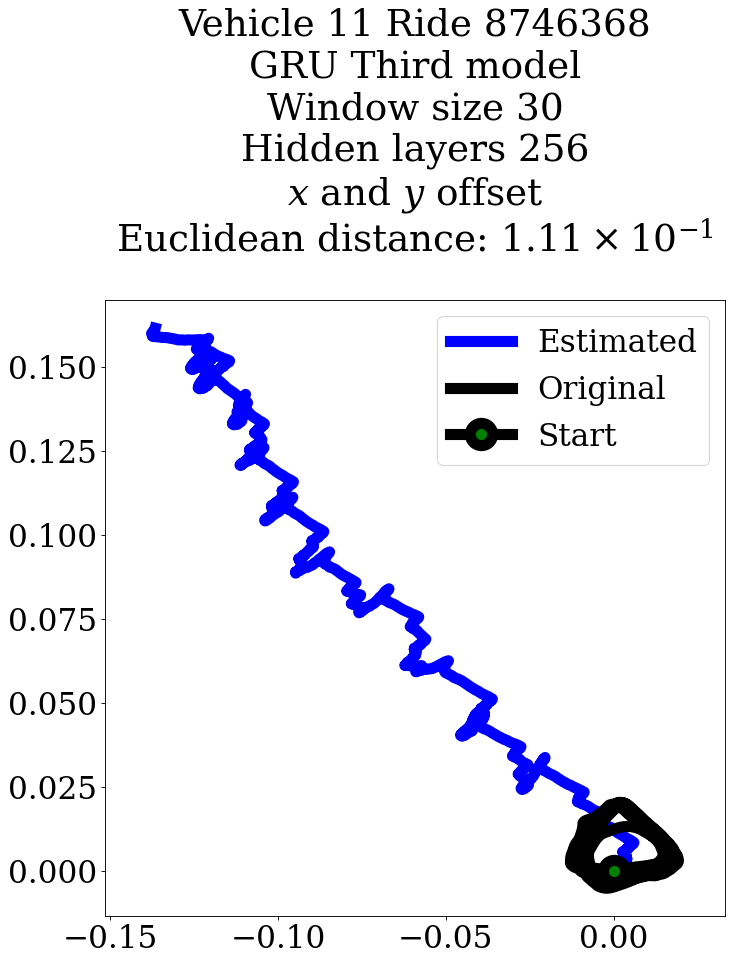 Vehicle 11 Ride 8746368
GRU Third model
Window size 30
Hidden layers 256
x and y offset
Euclidean distance: 1.11 × 10⁻¹
Estimated
Original
Start
0.150
0.125
0.100
0.075
0.050
0.025
0.000
−0.15 −0.10 −0.05 0.00